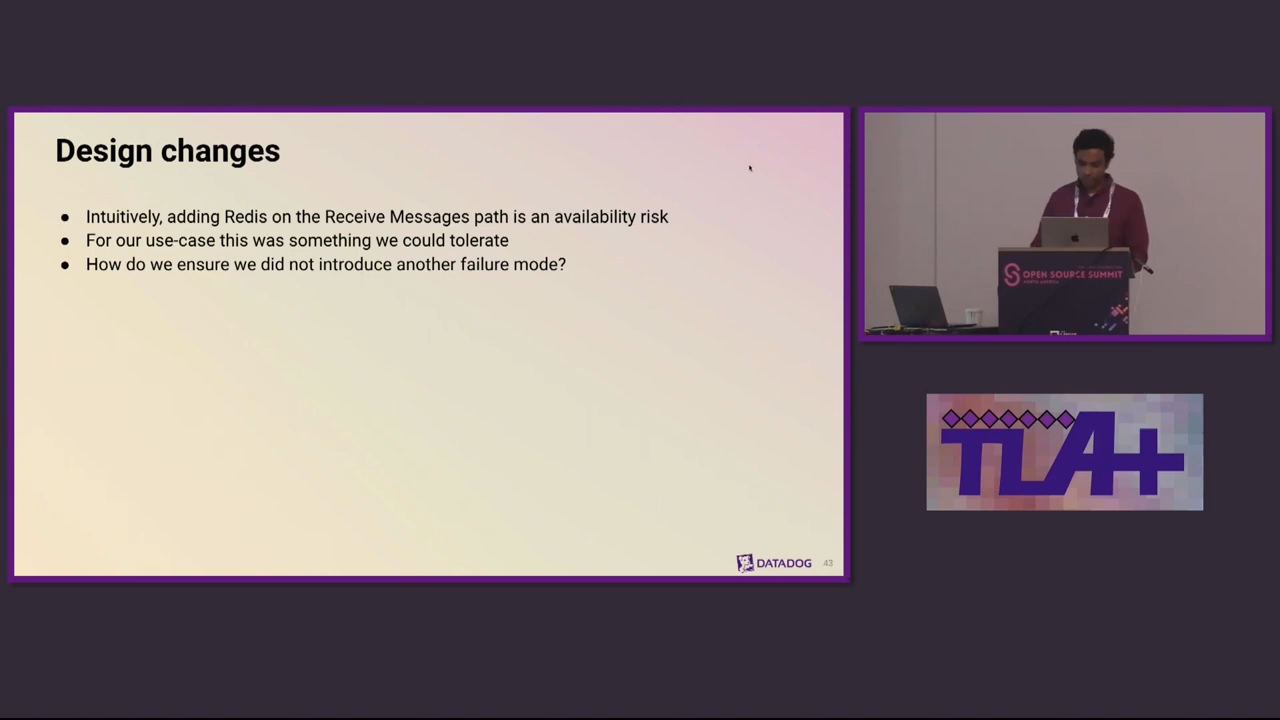 Design changes
● Intuitively, adding Redis on the Receive Messages path is an availability risk
● For our use-case this was something we could tolerate
● How do we ensure we did not introduce another failure mode?
DATADOG 43
OPEN SOURCE SUMMIT
TLA+